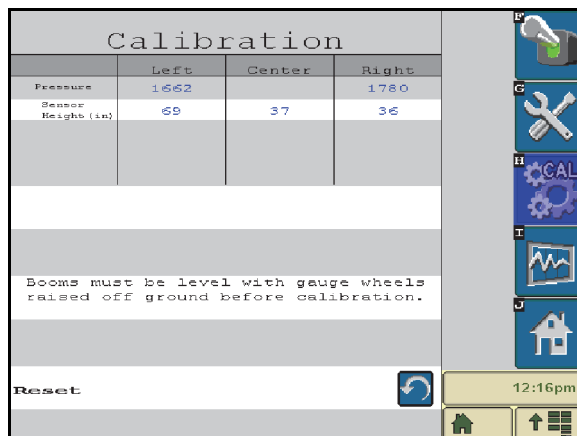 Calibration
Left Center Right
Pressure 1662 1780
Sensor
Height(in) 69 37 36
Booms must be level with gauge wheels
raised off ground before calibration.
Reset
F
G
H
CAL
I
J
12:16pm